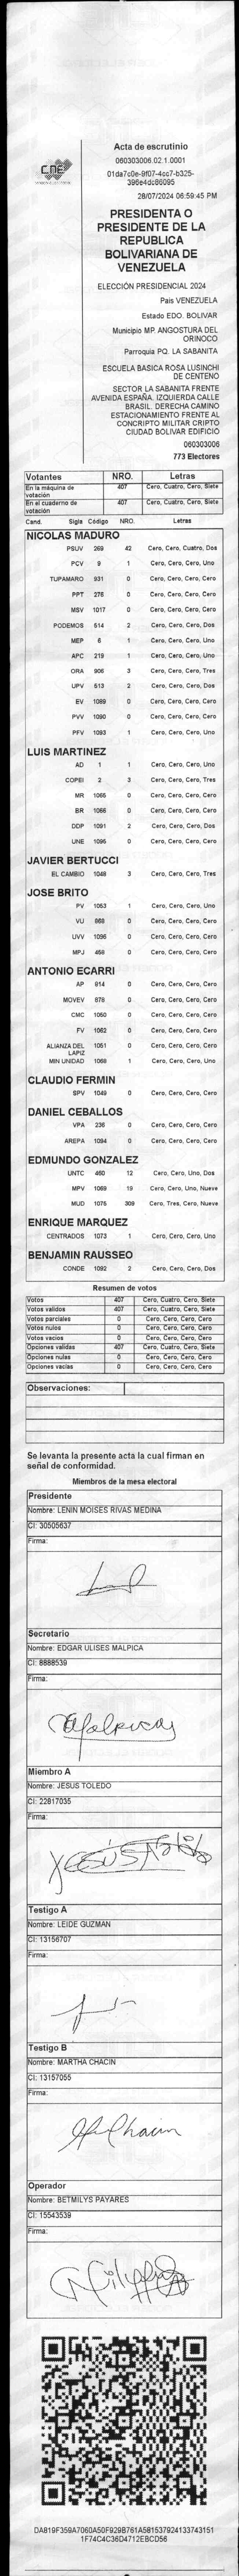 CNE
Acta de escrutinio
060303006.02.1.0001
01da7c0e-9f07-4cc7-b325-
396e4dc86095
28/07/2024 06:59:45 PM
PRESIDENTA O
PRESIDENTE DE LA
REPUBLICA
BOLIVARIANA DE
VENEZUELA
ELECCIÓN PRESIDENCIAL 2024
País VENEZUELA
Estado EDO. BOLIVAR
Municipio MP. ANGOSTURA DEL
ORINOCO
Parroquia PQ. LA SABANITA
ESCUELA BASICA ROSA LUSINCHI
DE CENTENO
SECTOR LA SABANITA FRENTE
AVENIDA ESPAÑA. IZQUIERDA CALLE
BRASIL. DERECHA CAMINO
ESTACIONAMIENTO FRENTE AL
CONCRIPTO MILITAR CRIPTO
CIUDAD BOLIVAR EDIFICIO
060303006
773 Electores
Votantes NRO. Letras
En la máquina de votación 407 Cero, Cuatro, Cero, Siete
En el cuaderno de votación 407 Cero, Cuatro, Cero, Siete
Cand. Sigla Código NRO. Letras
NICOLAS MADURO
PSUV 269 42 Cero, Cero, Cuatro, Dos
PCV 9 1 Cero, Cero, Cero, Uno
TUPAMARO 931 0 Cero, Cero, Cero, Cero
PPT 276 0 Cero, Cero, Cero, Cero
MSV 1017 0 Cero, Cero, Cero, Cero
PODEMOS 514 2 Cero, Cero, Cero, Dos
MEP 6 1 Cero, Cero, Cero, Uno
APC 219 1 Cero, Cero, Cero, Uno
ORA 906 3 Cero, Cero, Cero, Tres
UPV 513 2 Cero, Cero, Cero, Dos
EV 1089 0 Cero, Cero, Cero, Cero
PVV 1090 0 Cero, Cero, Cero, Cero
PFV 1093 1 Cero, Cero, Cero, Uno
LUIS MARTINEZ
AD 1 1 Cero, Cero, Cero, Uno
COPEI 2 3 Cero, Cero, Cero, Tres
MR 1065 0 Cero, Cero, Cero, Cero
BR 1066 0 Cero, Cero, Cero, Cero
DDP 1091 2 Cero, Cero, Cero, Dos
UNE 1095 0 Cero, Cero, Cero, Cero
JAVIER BERTUCCI
EL CAMBIO 1048 3 Cero, Cero, Cero, Tres
JOSE BRITO
PV 1053 1 Cero, Cero, Cero, Uno
VU 868 0 Cero, Cero, Cero, Cero
UVV 1096 0 Cero, Cero, Cero, Cero
MPJ 458 0 Cero, Cero, Cero, Cero
ANTONIO ECARRI
AP 914 0 Cero, Cero, Cero, Cero
MOVEV 878 0 Cero, Cero, Cero, Cero
CMC 1050 0 Cero, Cero, Cero, Cero
FV 1062 0 Cero, Cero, Cero, Cero
ALIANZA DEL LAPIZ 1051 0 Cero, Cero, Cero, Cero
MIN UNIDAD 1068 1 Cero, Cero, Cero, Uno
CLAUDIO FERMIN
SPV 1049 0 Cero, Cero, Cero, Cero
DANIEL CEBALLOS
VPA 236 0 Cero, Cero, Cero, Cero
AREPA 1094 0 Cero, Cero, Cero, Cero
EDMUNDO GONZALEZ
UNTC 460 12 Cero, Cero, Uno, Dos
MPV 1069 19 Cero, Cero, Uno, Nueve
MUD 1075 309 Cero, Tres, Cero, Nueve
ENRIQUE MARQUEZ
CENTRADOS 1073 1 Cero, Cero, Cero, Uno
BENJAMIN RAUSSEO
CONDE 1092 2 Cero, Cero, Cero, Dos
Resumen de votos
Votos 407 Cero, Cuatro, Cero, Siete
Votos validos 407 Cero, Cuatro, Cero, Siete
Votos parciales 0 Cero, Cero, Cero, Cero
Votos nulos 0 Cero, Cero, Cero, Cero
Votos vacios 0 Cero, Cero, Cero, Cero
Opciones validas 407 Cero, Cuatro, Cero, Siete
Opciones nulas 0 Cero, Cero, Cero, Cero
Opciones vacias 0 Cero, Cero, Cero, Cero
Observaciones:
Se levanta la presente acta la cual firman en
señal de conformidad.
Miembros de la mesa electoral
Presidente
Nombre: LENIN MOISES RIVAS MEDINA
CI: 30505637
Firma:
Secretario
Nombre: EDGAR ULISES MALPICA
CI: 8888539
Firma:
Miembro A
Nombre: JESUS TOLEDO
CI: 22817035
Firma:
Testigo A
Nombre: LEIDE GUZMAN
CI: 13156707
Firma:
Testigo B
Nombre: MARTHA CHACIN
CI: 13157055
Firma:
Operador
Nombre: BETMILYS PAYARES
CI: 15543539
Firma:
DA819F359A7060A50F929B761A581537924133743151
1F74C4C36D4712EBCD56